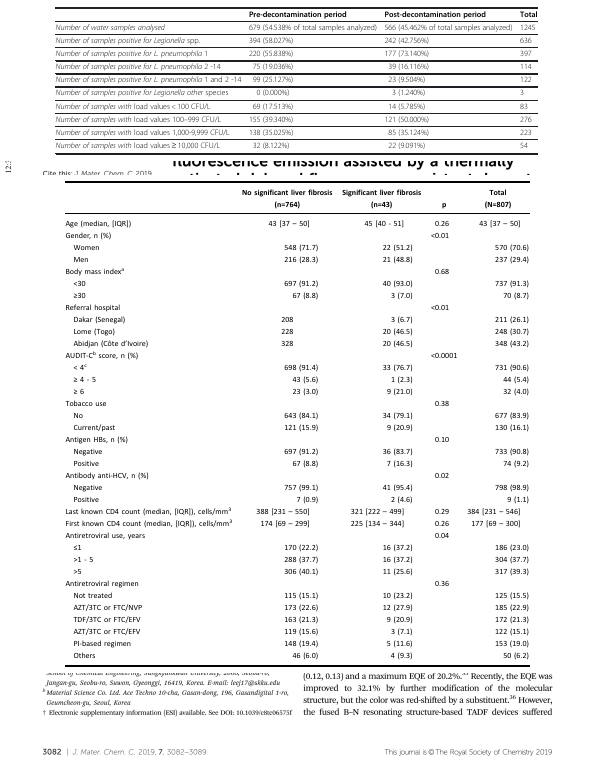 Pre-decontamination period Post-decontamination period Total
Number of water samples analysed 679 (54.538% of total samples analyzed) 566 (45.462% of total samples analyzed) 1245
Number of samples positive for Legionella spp. 394 (58.027%) 242 (42.756%) 636
Number of samples positive for L. pneumophila 1 220 (55.838%) 177 (73.140%) 397
Number of samples positive for L. pneumophila 2 -14 75 (19.036%) 39 (16.116%) 114
Number of samples positive for L. pneumophila 1 and 2 -14 99 (25.127%) 23 (9.504%) 122
Number of samples positive for Legionella other species 0 (0.000%) 3 (1.240%) 3
Number of samples with load values < 100 CFU/L 69 (17.513%) 14 (5.785%) 83
Number of samples with load values 100–999 CFU/L 155 (39.340%) 121 (50.000%) 276
Number of samples with load values 1,000-9,999 CFU/L 138 (35.025%) 85 (35.124%) 223
Number of samples with load values ≥ 10,000 CFU/L 32 (8.122%) 22 (9.091%) 54
fluorescence emission assisted by a thermally
Cite this: J. Mater. Chem. C, 2019,
No significant liver fibrosis Significant liver fibrosis Total
(n=764) (n=43) p (N=807)
Age (median, [IQR]) 43 [37 – 50] 45 [40 - 51] 0.26 43 [37 – 50]
Gender, n (%) <0.01
Women 548 (71.7) 22 (51.2) 570 (70.6)
Men 216 (28.3) 21 (48.8) 237 (29.4)
Body mass indexᵃ 0.68
<30 697 (91.2) 40 (93.0) 737 (91.3)
≥30 67 (8.8) 3 (7.0) 70 (8.7)
Referral hospital <0.01
Dakar (Senegal) 208 3 (6.7) 211 (26.1)
Lome (Togo) 228 20 (46.5) 248 (30.7)
Abidjan (Côte d'Ivoire) 328 20 (46.5) 348 (43.2)
AUDIT-Cᵇ score, n (%) <0.0001
< 4ᶜ 698 (91.4) 33 (76.7) 731 (90.6)
≥ 4 - 5 43 (5.6) 1 (2.3) 44 (5.4)
≥ 6 23 (3.0) 9 (21.0) 32 (4.0)
Tobacco use 0.38
No 643 (84.1) 34 (79.1) 677 (83.9)
Current/past 121 (15.9) 9 (20.9) 130 (16.1)
Antigen HBs, n (%) 0.10
Negative 697 (91.2) 36 (83.7) 733 (90.8)
Positive 67 (8.8) 7 (16.3) 74 (9.2)
Antibody anti-HCV, n (%) 0.02
Negative 757 (99.1) 41 (95.4) 798 (98.9)
Positive 7 (0.9) 2 (4.6) 9 (1.1)
Last known CD4 count (median, [IQR]), cells/mm³ 388 [231 – 550] 321 [222 – 499] 0.29 384 [231 – 546]
First known CD4 count (median, [IQR]), cells/mm³ 174 [69 – 299] 225 [134 – 344] 0.26 177 [69 – 300]
Antiretroviral use, years 0.04
≤1 170 (22.2) 16 (37.2) 186 (23.0)
>1 - 5 288 (37.7) 16 (37.2) 304 (37.7)
>5 306 (40.1) 11 (25.6) 317 (39.3)
Antiretroviral regimen 0.36
Not treated 115 (15.1) 10 (23.2) 125 (15.5)
AZT/3TC or FTC/NVP 173 (22.6) 12 (27.9) 185 (22.9)
TDF/3TC or FTC/EFV 163 (21.3) 9 (20.9) 172 (21.3)
AZT/3TC or FTC/EFV 119 (15.6) 3 (7.1) 122 (15.1)
PI-based regimen 148 (19.4) 5 (11.6) 153 (19.0)
Others 46 (6.0) 4 (9.3) 50 (6.2)
Jangan-gu, Seobu-ro, Suwon, Gyeonggi, 16419, Korea. E-mail: leej17@skku.edu
ᵇ Material Science Co. Ltd. Ace Techno 10-cha, Gasan-dong, 196, Gasandigital 1-ro,
Geumcheon-gu, Seoul, Korea
† Electronic supplementary information (ESI) available. See DOI: 10.1039/c8tc06575f
(0.12, 0.13) and a maximum EQE of 20.2%. Recently, the EQE was
improved to 32.1% by further modification of the molecular
structure, but the color was red-shifted by a substituent.³⁶ However,
the fused B–N resonating structure-based TADF devices suffered
3082 | J. Mater. Chem. C, 2019, 7, 3082–3089 This journal is © The Royal Society of Chemistry 2019